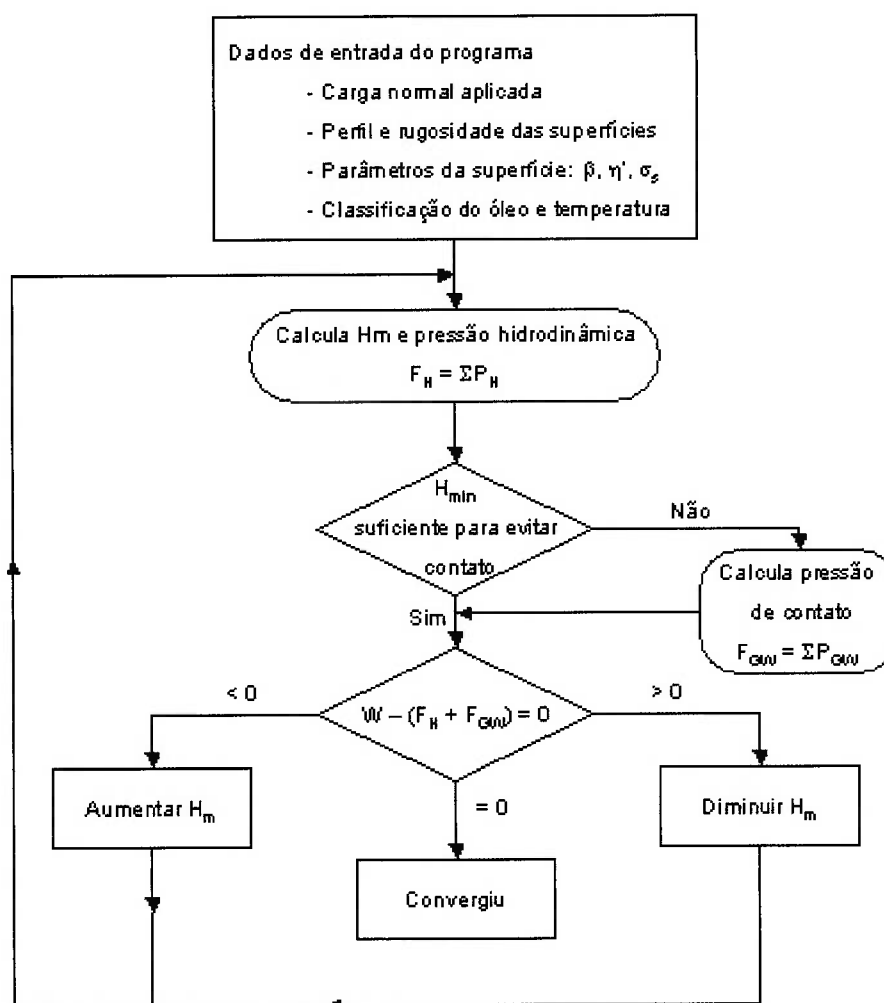 Dados de entrada do programa
- Carga normal aplicada
- Perfil e rugosidade das superfícies
- Parâmetros da superfície: β, η', σs
- Classificação do óleo e temperatura
Calcula Hm e pressão hidrodinâmica
FH = ΣPH
Hmin
suficiente para evitar
contato
Não
Calcula pressão
de contato
FGW = ΣPGW
Sim
< 0
W – (FH + FGW) = 0
> 0
Aumentar Hm
= 0
Diminuir Hm
Convergiu